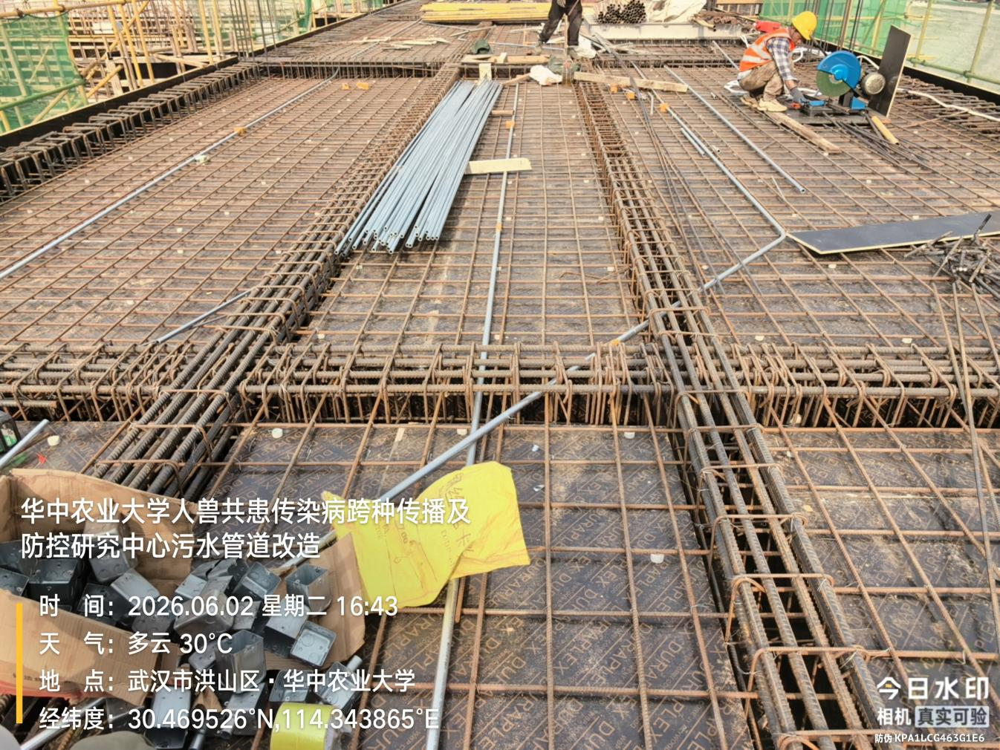 华中农业大学人兽共患传染病跨种传播及
防控研究中心污水管道改造
时 间：2026.06.02 星期二 16:43
天 气：多云 30°C
地 点：武汉市洪山区·华中农业大学
经纬度：30.469526°N,114.343865°E
今日水印
相机 真实可验
防伪 KPA1LCG463G1E6